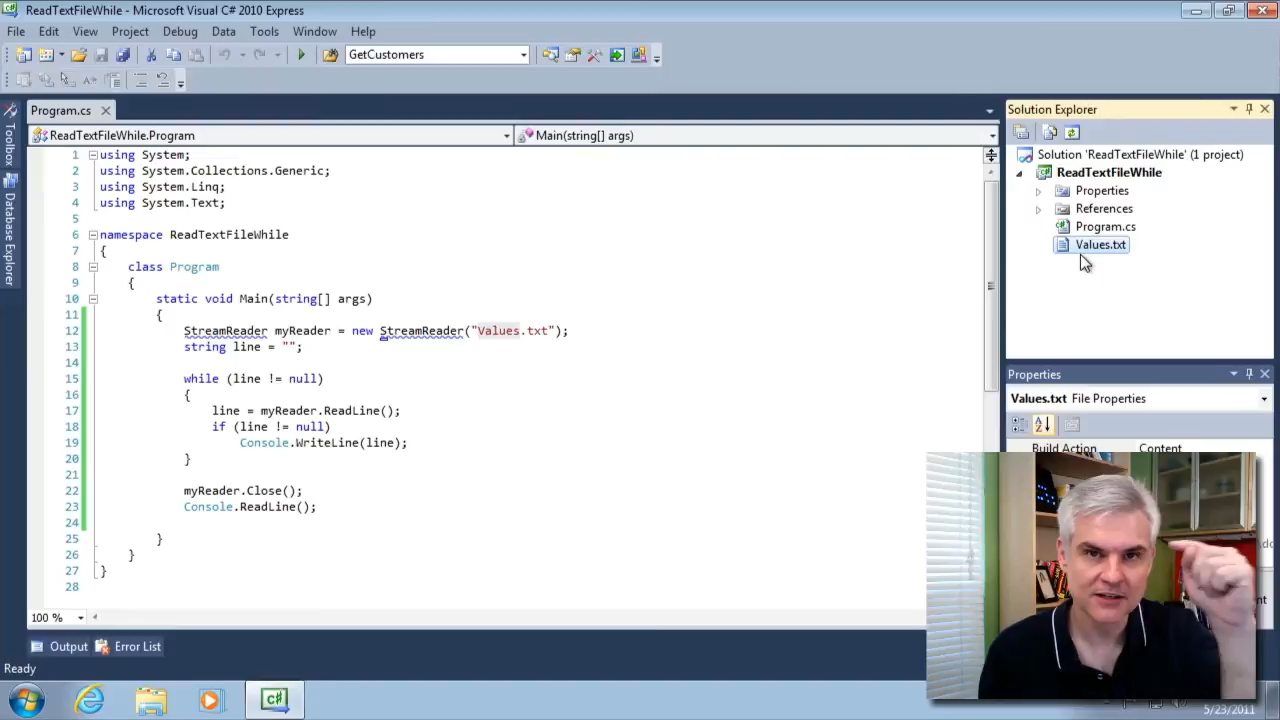 ReadTextFileWhile - Microsoft Visual C# 2010 Express
File Edit View Project Debug Data Tools Window Help
GetCustomers
Program.cs
ReadTextFileWhile.Program
Main(string[] args)
Toolbox
Database Explorer
1 using System;
2 using System.Collections.Generic;
3 using System.Linq;
4 using System.Text;
5
6 namespace ReadTextFileWhile
7 {
8 class Program
9 {
10 static void Main(string[] args)
11 {
12 StreamReader myReader = new StreamReader("Values.txt");
13 string line = "";
14
15 while (line != null)
16 {
17 line = myReader.ReadLine();
18 if (line != null)
19 Console.WriteLine(line);
20 }
21
22 myReader.Close();
23 Console.ReadLine();
24
25 }
26 }
27 }
28
100 %
Output Error List
Ready
Solution Explorer
Solution 'ReadTextFileWhile' (1 project)
ReadTextFileWhile
Properties
References
Program.cs
Values.txt
Properties
Values.txt File Properties
Build Action Content
C#
5/23/2011